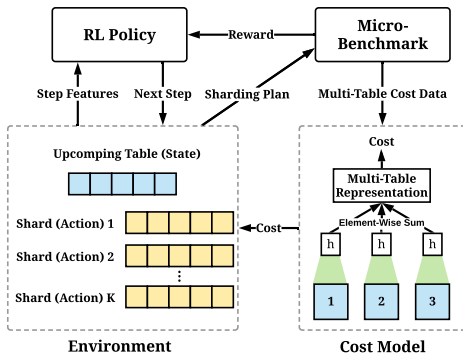 RL Policy
Micro-
Benchmark
Reward
Step Features
Next Step
Sharding Plan
Multi-Table Cost Data
Upcomping Table (State)
Shard (Action) 1
Shard (Action) 2
Shard (Action) K
Cost
Cost
Multi-Table
Representation
Element-Wise Sum
h
h
h
1
2
3
Environment
Cost Model